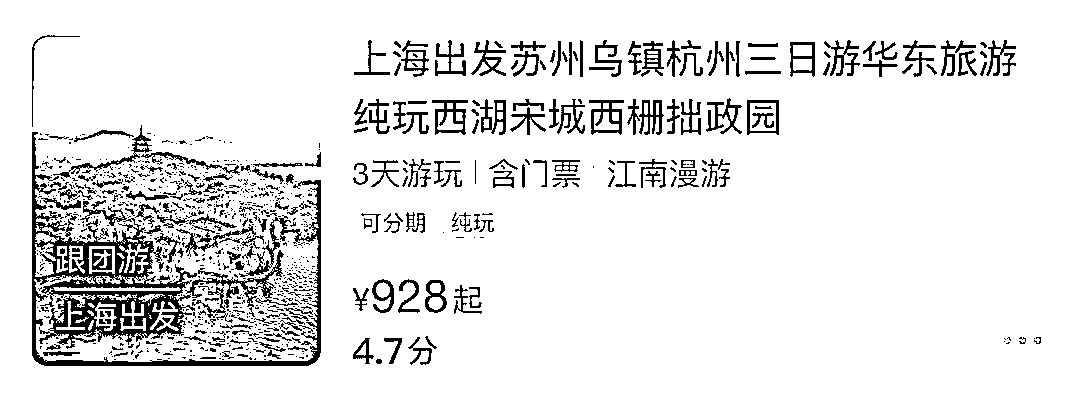 上海出发苏州乌镇杭州三日游华东旅游
纯玩西湖宋城西栅拙政园
3天游玩 | 含门票 · 江南漫游
可分期 纯玩
¥928起
4.7分
跟团游
上海出发